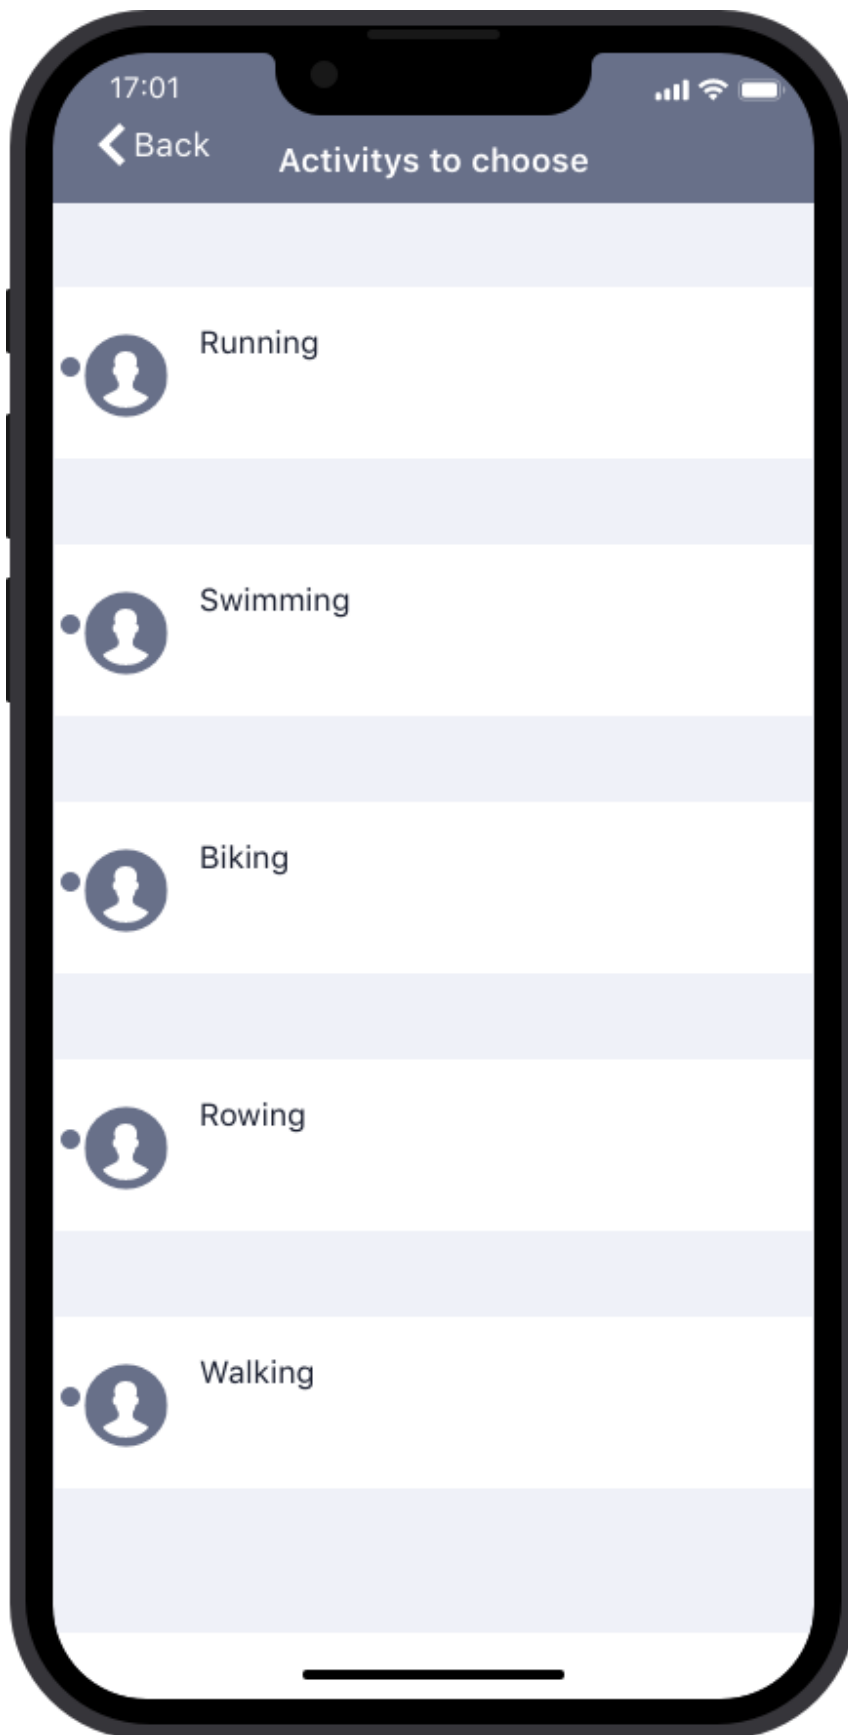 17:01
Back
Activitys to choose
Running
Swimming
Biking
Rowing
Walking